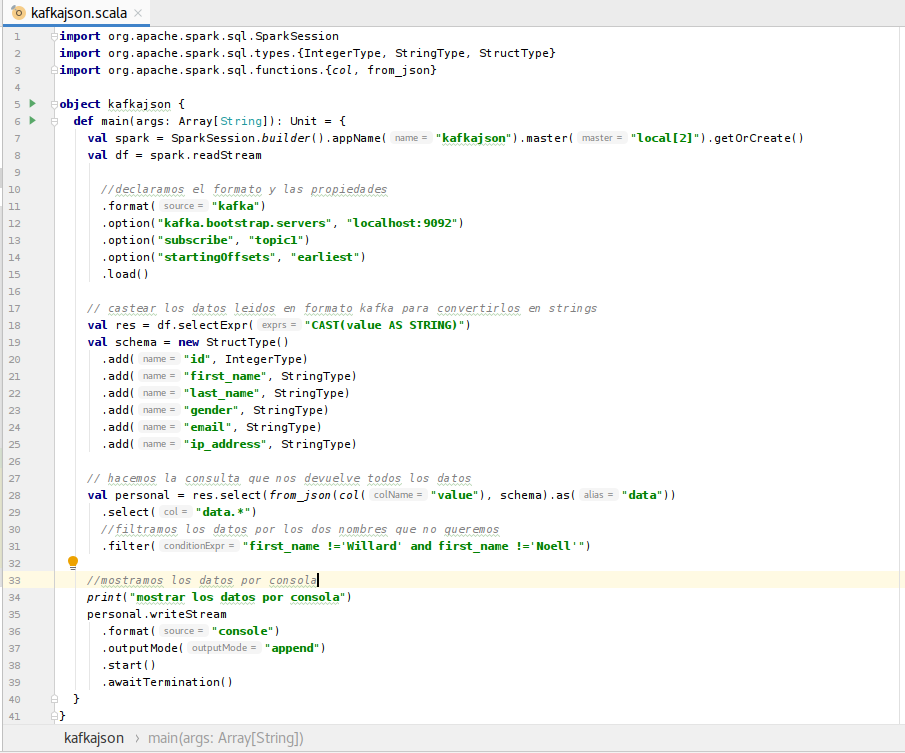 kafkajson.scala
1 import org.apache.spark.sql.SparkSession
2 import org.apache.spark.sql.types.{IntegerType, StringType, StructType}
3 import org.apache.spark.sql.functions.{col, from_json}
4
5 object kafkajson {
6 def main(args: Array[String]): Unit = {
7 val spark = SparkSession.builder().appName( name = "kafkajson").master( master = "local[2]").getOrCreate()
8 val df = spark.readStream
9
10 //declaramos el formato y las propiedades
11 .format( source = "kafka")
12 .option("kafka.bootstrap.servers", "localhost:9092")
13 .option("subscribe", "topic1")
14 .option("startingOffsets", "earliest")
15 .load()
16
17 // castear los datos leidos en formato kafka para convertirlos en strings
18 val res = df.selectExpr( exprs = "CAST(value AS STRING)")
19 val schema = new StructType()
20 .add( name = "id", IntegerType)
21 .add( name = "first_name", StringType)
22 .add( name = "last_name", StringType)
23 .add( name = "gender", StringType)
24 .add( name = "email", StringType)
25 .add( name = "ip_address", StringType)
26
27 // hacemos la consulta que nos devuelve todos los datos
28 val personal = res.select(from_json(col( colName = "value"), schema).as( alias = "data"))
29 .select( col = "data.*")
30 //filtramos los datos por los dos nombres que no queremos
31 .filter( conditionExpr = "first_name !='Willard' and first_name !='Noell'")
32
33 //mostramos los datos por consola
34 print("mostrar los datos por consola")
35 personal.writeStream
36 .format( source = "console")
37 .outputMode( outputMode = "append")
38 .start()
39 .awaitTermination()
40 }
41 }
kafkajson › main(args: Array[String])